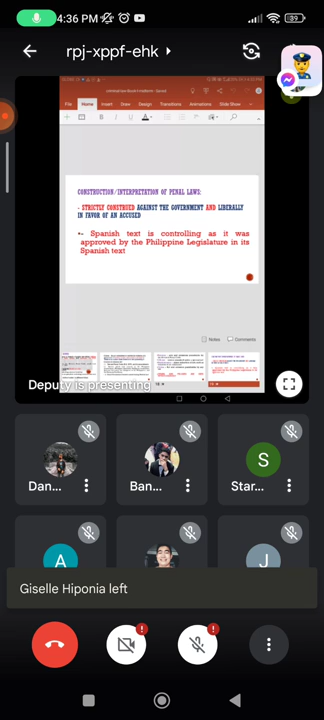 4:36 PM
39
rpj-xppf-ehk
File Home Insert Draw Design Transitions Animations Slide Show
CONSTRUCTION/INTERPRETATION OF PENAL LAWS:
- STRICTLY CONSTRUED AGAINST THE GOVERNMENT AND LIBERALLY
IN FAVOR OF AN ACCUSED
- Spanish text is controlling as it was
approved by the Philippine Legislature in its
Spanish text
Notes Comments
Deputy is presenting
Dan... Ban... Star...
S
A J
Giselle Hiponia left